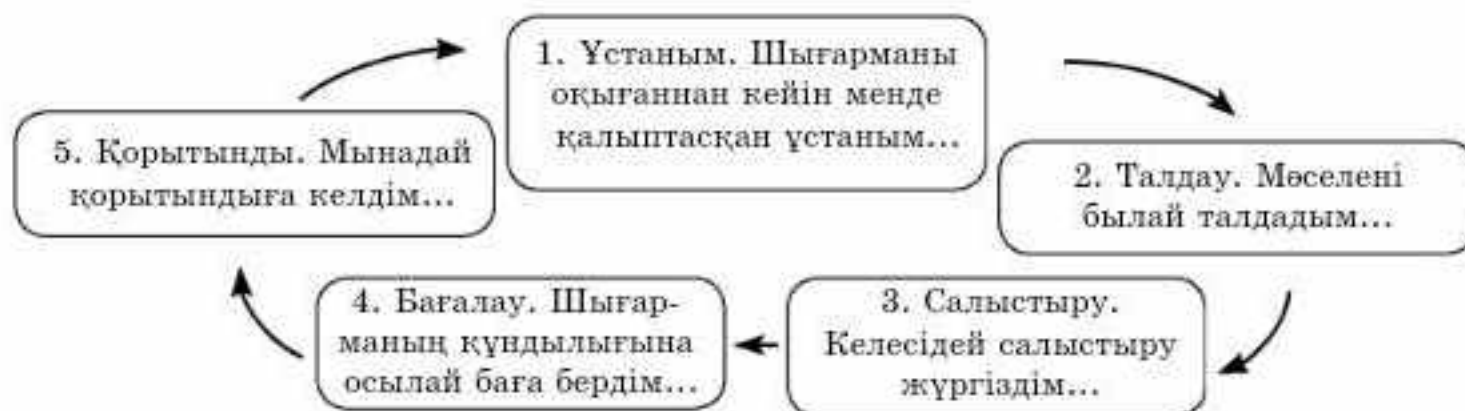 1. Ұстаным. Шығарманы
оқығаннан кейін менде
қалыптасқан ұстаным...
2. Талдау. Мәселені
былай талдадым...
3. Салыстыру.
Келесідей салыстыру
жүргіздім...
4. Бағалау. Шығар-
маның құндылығына
осылай баға бердім...
5. Қорытынды. Мынадай
қорытындыға келдім...